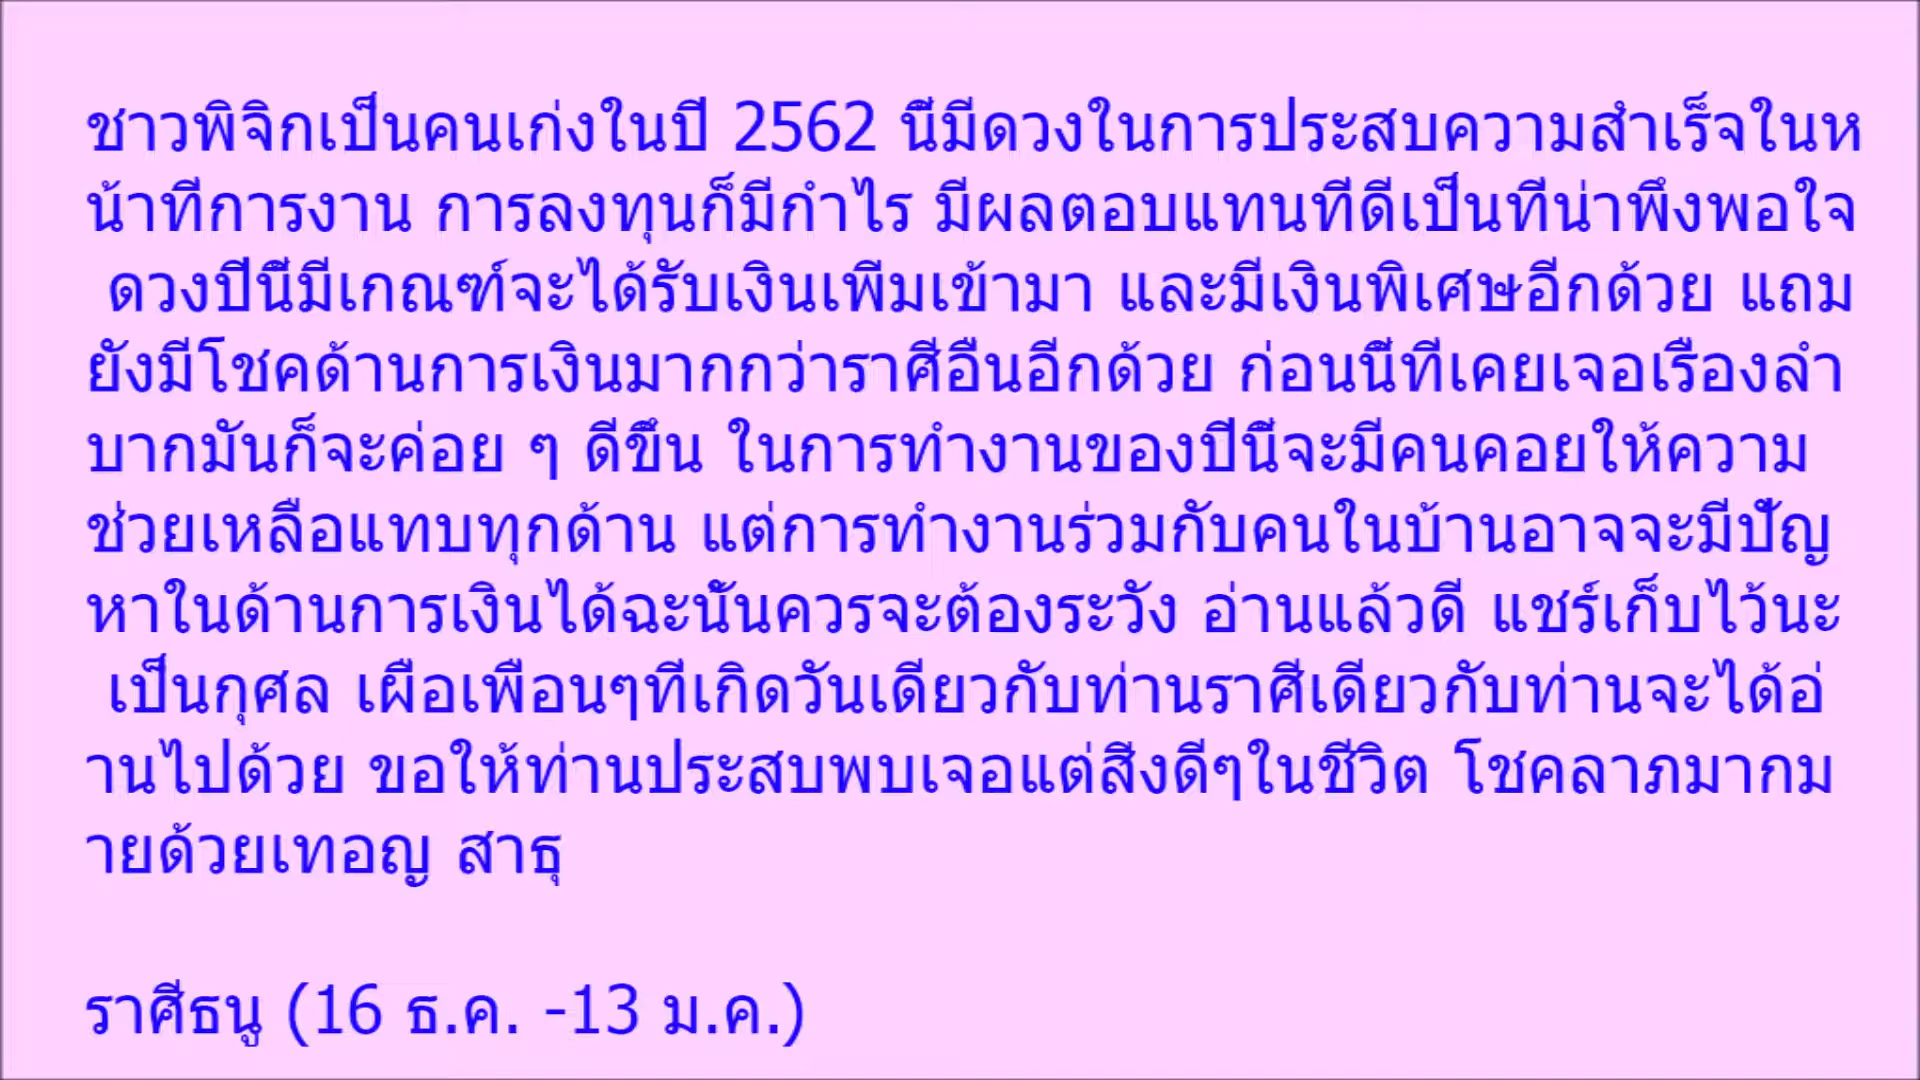 ชาวพิจิกเป็นคนเก่งในปี 2562 นี้มีดวงในการประสบความสำเร็จในห
น้าที่การงาน การลงทุนก็มีกำไร มีผลตอบแทนที่ดีเป็นที่น่าพึงพอใจ
ดวงปีนี้มีเกณฑ์จะได้รับเงินเพิ่มเข้ามา และมีเงินพิเศษอีกด้วย แถม
ยังมีโชคด้านการเงินมากกว่าราศีอื่นอีกด้วย ก่อนนี้ที่เคยเจอเรื่องลำ
บากมันก็จะค่อย ๆ ดีขึ้น ในการทำงานของปีนี้จะมีคนคอยให้ความ
ช่วยเหลือแทบทุกด้าน แต่การทำงานร่วมกับคนในบ้านอาจจะมีปัญ
หาในด้านการเงินได้ฉะนั้นควรจะต้องระวัง อ่านแล้วดี แชร์เก็บไว้นะ
เป็นกุศล เผื่อเพื่อนๆที่เกิดวันเดียวกับท่านราศีเดียวกับท่านจะได้อ่
านไปด้วย ขอให้ท่านประสบพบเจอแต่สิ่งดีๆในชีวิต โชคลาภมากม
ายด้วยเทอญ สาธุ
ราศีธนู (16 ธ.ค. -13 ม.ค.)